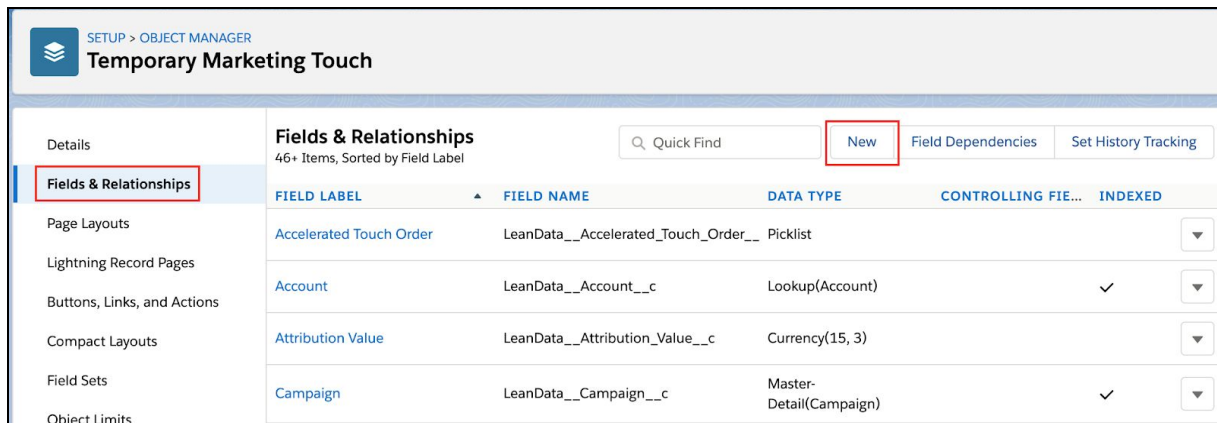 SETUP > OBJECT MANAGER
Temporary Marketing Touch
Details
Fields & Relationships
Page Layouts
Lightning Record Pages
Buttons, Links, and Actions
Compact Layouts
Field Sets
Object Limits
Fields & Relationships
46+ Items, Sorted by Field Label
Quick Find
New
Field Dependencies
Set History Tracking
FIELD LABEL FIELD NAME DATA TYPE CONTROLLING FIE... INDEXED
Accelerated Touch Order LeanData__Accelerated_Touch_Order__ Picklist
Account LeanData__Account__c Lookup(Account)
Attribution Value LeanData__Attribution_Value__c Currency(15, 3)
Campaign LeanData__Campaign__c Master-
Detail(Campaign)